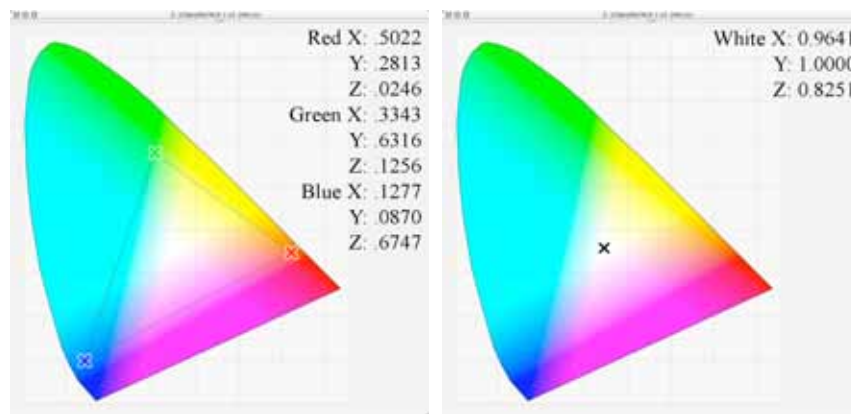 Red X: .5022
Y: .2813
Z: .0246
Green X: .3343
Y: .6316
Z: .1256
Blue X: .1277
Y: .0870
Z: .6747
White X: 0.9641
Y: 1.0000
Z: 0.8251